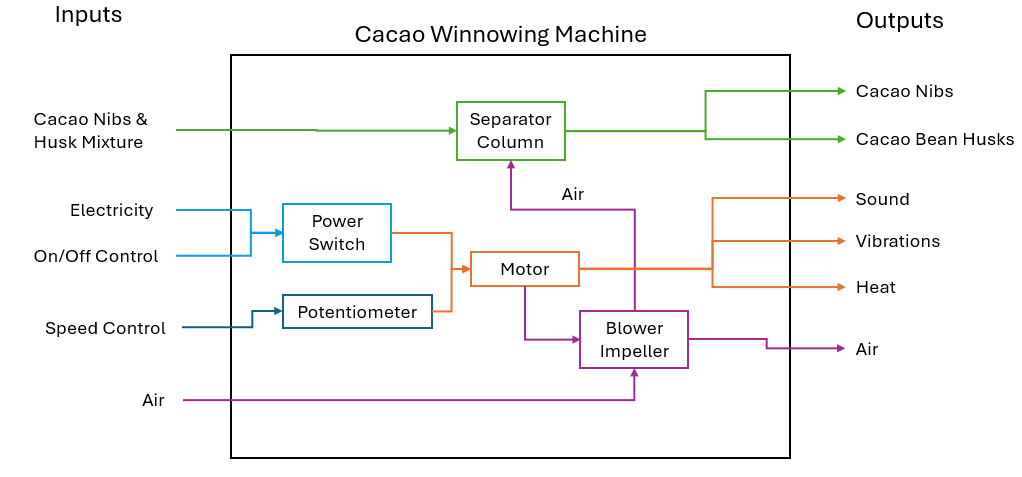 Inputs
Outputs
Cacao Winnowing Machine
Cacao Nibs &
Husk Mixture
Separator
Column
Cacao Nibs
Cacao Bean Husks
Air
Electricity
On/Off Control
Power
Switch
Motor
Sound
Vibrations
Heat
Speed Control
Potentiometer
Blower
Impeller
Air
Air